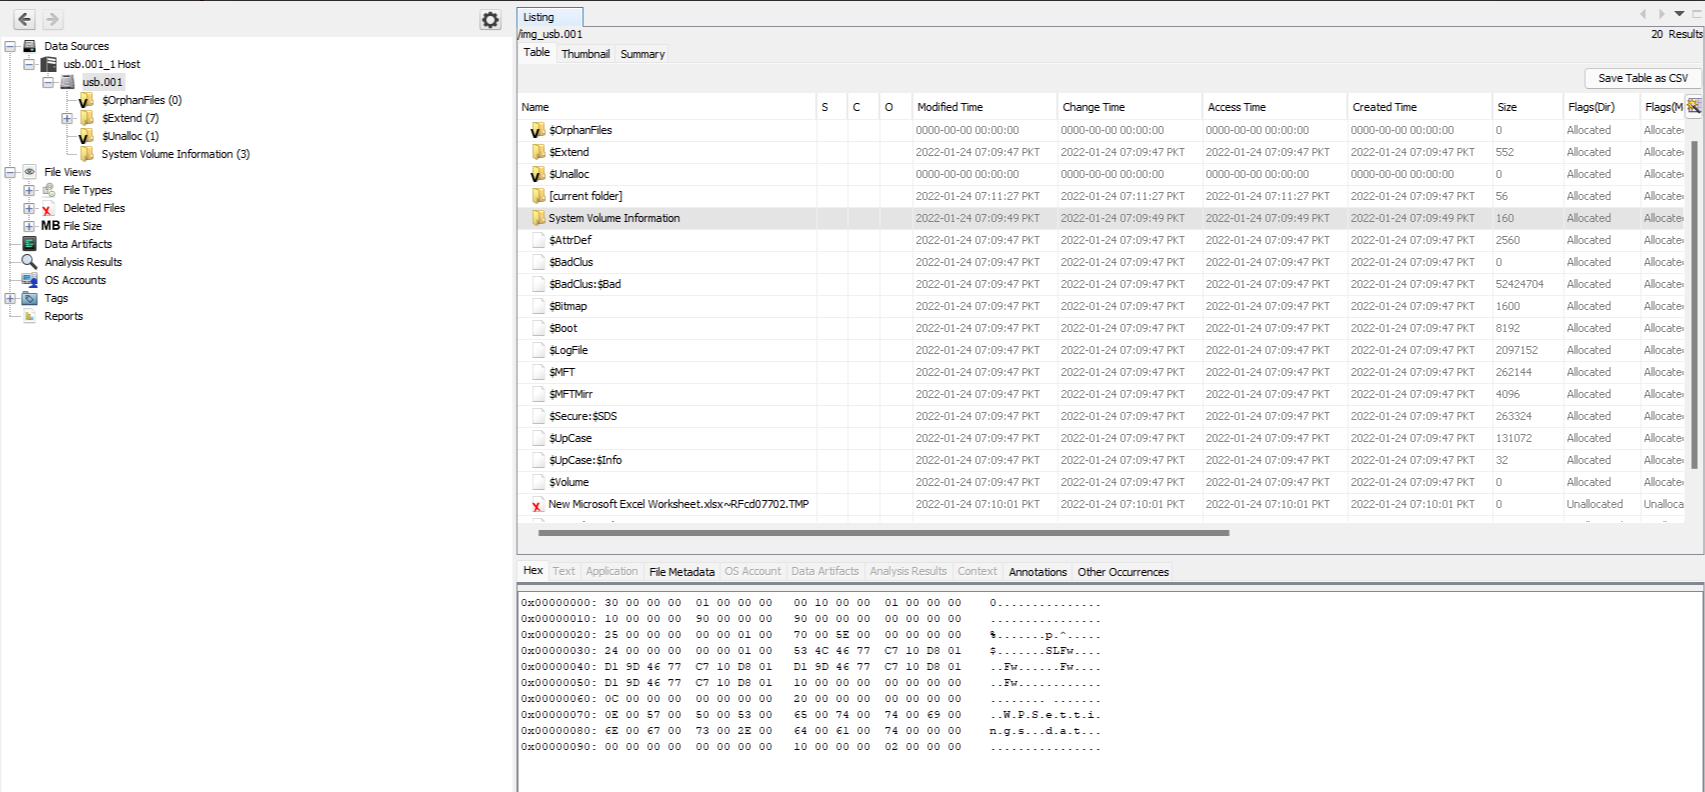 Listing
/img_usb.001
20 Results
Table Thumbnail Summary
Save Table as CSV
Data Sources
usb.001_1 Host
usb.001
$OrphanFiles (0)
$Extend (7)
$Unalloc (1)
System Volume Information (3)
File Views
File Types
Deleted Files
MB File Size
Data Artifacts
Analysis Results
OS Accounts
Tags
Reports
Name S C O Modified Time Change Time Access Time Created Time Size Flags(Dir) Flags(M
$OrphanFiles 0000-00-00 00:00:00 0000-00-00 00:00:00 0000-00-00 00:00:00 0000-00-00 00:00:00 0 Allocated Allocate
$Extend 2022-01-24 07:09:47 PKT 2022-01-24 07:09:47 PKT 2022-01-24 07:09:47 PKT 2022-01-24 07:09:47 PKT 552 Allocated Allocate
$Unalloc 0000-00-00 00:00:00 0000-00-00 00:00:00 0000-00-00 00:00:00 0000-00-00 00:00:00 0 Allocated Allocate
[current folder] 2022-01-24 07:11:27 PKT 2022-01-24 07:11:27 PKT 2022-01-24 07:11:27 PKT 2022-01-24 07:09:47 PKT 56 Allocated Allocate
System Volume Information 2022-01-24 07:09:49 PKT 2022-01-24 07:09:49 PKT 2022-01-24 07:09:49 PKT 2022-01-24 07:09:49 PKT 160 Allocated Allocate
$AttrDef 2022-01-24 07:09:47 PKT 2022-01-24 07:09:47 PKT 2022-01-24 07:09:47 PKT 2022-01-24 07:09:47 PKT 2560 Allocated Allocate
$BadClus 2022-01-24 07:09:47 PKT 2022-01-24 07:09:47 PKT 2022-01-24 07:09:47 PKT 2022-01-24 07:09:47 PKT 0 Allocated Allocate
$BadClus:$Bad 2022-01-24 07:09:47 PKT 2022-01-24 07:09:47 PKT 2022-01-24 07:09:47 PKT 2022-01-24 07:09:47 PKT 52424704 Allocated Allocate
$Bitmap 2022-01-24 07:09:47 PKT 2022-01-24 07:09:47 PKT 2022-01-24 07:09:47 PKT 2022-01-24 07:09:47 PKT 1600 Allocated Allocate
$Boot 2022-01-24 07:09:47 PKT 2022-01-24 07:09:47 PKT 2022-01-24 07:09:47 PKT 2022-01-24 07:09:47 PKT 8192 Allocated Allocate
$LogFile 2022-01-24 07:09:47 PKT 2022-01-24 07:09:47 PKT 2022-01-24 07:09:47 PKT 2022-01-24 07:09:47 PKT 2097152 Allocated Allocate
$MFT 2022-01-24 07:09:47 PKT 2022-01-24 07:09:47 PKT 2022-01-24 07:09:47 PKT 2022-01-24 07:09:47 PKT 262144 Allocated Allocate
$MFTMirr 2022-01-24 07:09:47 PKT 2022-01-24 07:09:47 PKT 2022-01-24 07:09:47 PKT 2022-01-24 07:09:47 PKT 4096 Allocated Allocate
$Secure:$SDS 2022-01-24 07:09:47 PKT 2022-01-24 07:09:47 PKT 2022-01-24 07:09:47 PKT 2022-01-24 07:09:47 PKT 263324 Allocated Allocate
$UpCase 2022-01-24 07:09:47 PKT 2022-01-24 07:09:47 PKT 2022-01-24 07:09:47 PKT 2022-01-24 07:09:47 PKT 131072 Allocated Allocate
$UpCase:$Info 2022-01-24 07:09:47 PKT 2022-01-24 07:09:47 PKT 2022-01-24 07:09:47 PKT 2022-01-24 07:09:47 PKT 32 Allocated Allocate
$Volume 2022-01-24 07:09:47 PKT 2022-01-24 07:09:47 PKT 2022-01-24 07:09:47 PKT 2022-01-24 07:09:47 PKT 0 Allocated Allocate
New Microsoft Excel Worksheet.xlsx~RFcd07702.TMP 2022-01-24 07:10:01 PKT 2022-01-24 07:10:01 PKT 2022-01-24 07:10:01 PKT 2022-01-24 07:10:01 PKT 0 Unallocated Unalloca
Hex Text Application File Metadata OS Account Data Artifacts Analysis Results Context Annotations Other Occurrences
0x00000000: 30 00 00 00 01 00 00 00 00 10 00 00 01 00 00 00 0...............
0x00000010: 10 00 00 00 90 00 00 00 90 00 00 00 00 00 00 00 ................
0x00000020: 25 00 00 00 00 00 01 00 70 00 5E 00 00 00 00 00 %.......p.^.....
0x00000030: 24 00 00 00 00 00 01 00 53 4C 46 77 C7 10 D8 01 $.......SLFw....
0x00000040: D1 9D 46 77 C7 10 D8 01 D1 9D 46 77 C7 10 D8 01 ..Fw......Fw....
0x00000050: D1 9D 46 77 C7 10 D8 01 10 00 00 00 00 00 00 00 ..Fw............
0x00000060: 0C 00 00 00 00 00 00 00 20 00 00 00 00 00 00 00 ........ .......
0x00000070: 0E 00 57 00 50 00 53 00 65 00 74 00 74 00 69 00 ..W.P.S.e.t.t.i.
0x00000080: 6E 00 67 00 73 00 2E 00 64 00 61 00 74 00 00 00 n.g.s...d.a.t...
0x00000090: 00 00 00 00 00 00 00 00 10 00 00 00 02 00 00 00 ................